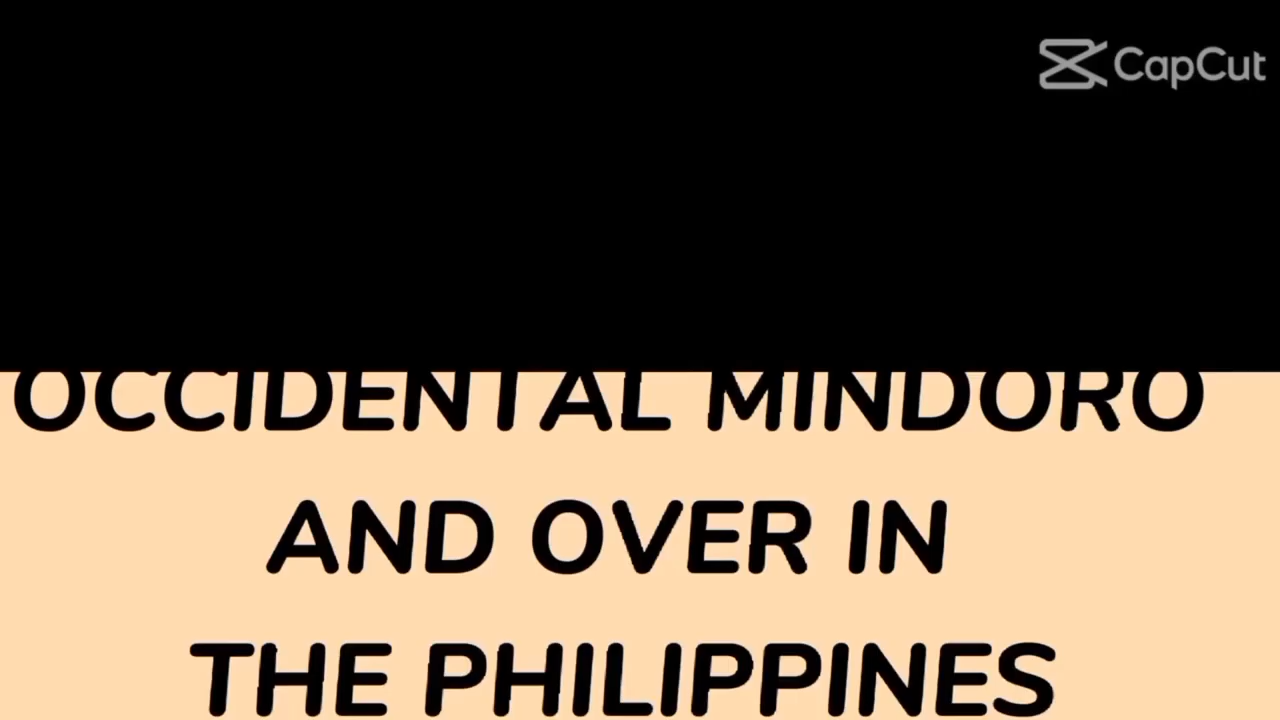 CapCut
OCCIDENTAL MINDORO
AND OVER IN
THE PHILIPPINES